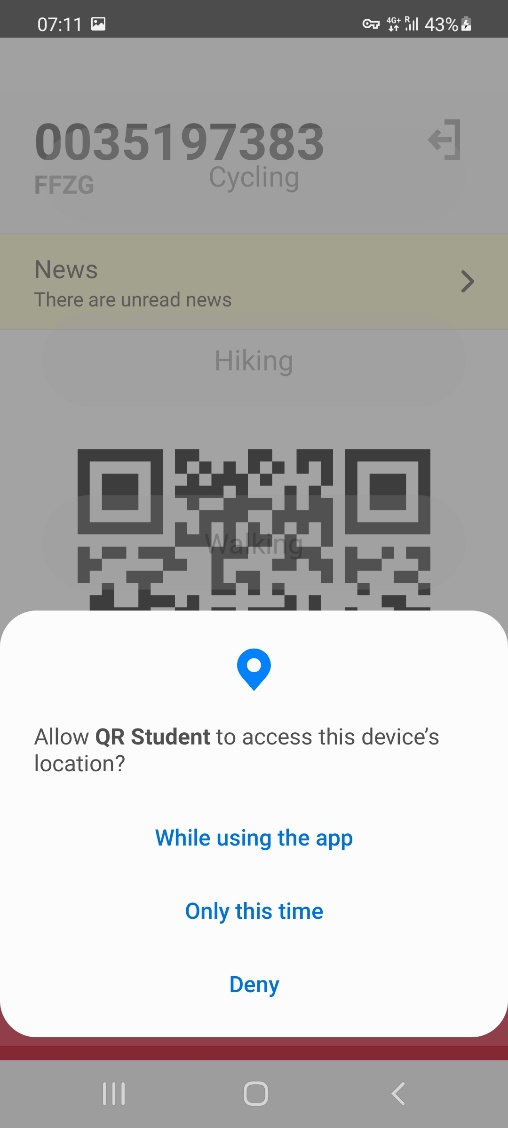 07:11
4G+ R 43%
0035197383
FFZG
Cycling
News
There are unread news
Hiking
Walking
Allow QR Student to access this device's
location?
While using the app
Only this time
Deny